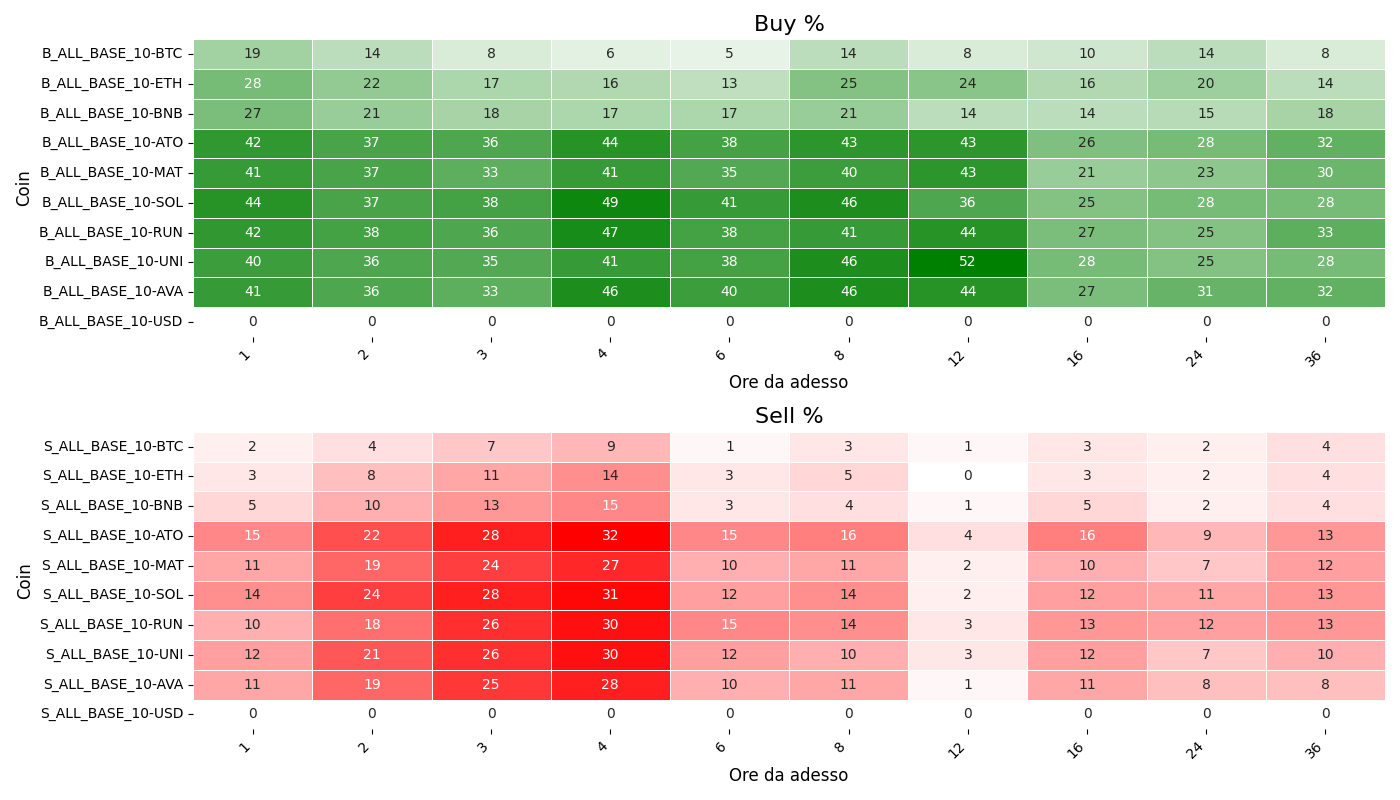 Buy %
Coin
B_ALL_BASE_10-BTC 19 14 8 6 5 14 8 10 14 8
B_ALL_BASE_10-ETH 28 22 17 16 13 25 24 16 20 14
B_ALL_BASE_10-BNB 27 21 18 17 17 21 14 14 15 18
B_ALL_BASE_10-ATO 42 37 36 44 38 43 43 26 28 32
B_ALL_BASE_10-MAT 41 37 33 41 35 40 43 21 23 30
B_ALL_BASE_10-SOL 44 37 38 49 41 46 36 25 28 28
B_ALL_BASE_10-RUN 42 38 36 47 38 41 44 27 25 33
B_ALL_BASE_10-UNI 40 36 35 41 38 46 52 28 25 28
B_ALL_BASE_10-AVA 41 36 33 46 40 46 44 27 31 32
B_ALL_BASE_10-USD 0 0 0 0 0 0 0 0 0 0
1 2 3 4 6 8 12 16 24 36
Ore da adesso
Sell %
Coin
S_ALL_BASE_10-BTC 2 4 7 9 1 3 1 3 2 4
S_ALL_BASE_10-ETH 3 8 11 14 3 5 0 3 2 4
S_ALL_BASE_10-BNB 5 10 13 15 3 4 1 5 2 4
S_ALL_BASE_10-ATO 15 22 28 32 15 16 4 16 9 13
S_ALL_BASE_10-MAT 11 19 24 27 10 11 2 10 7 12
S_ALL_BASE_10-SOL 14 24 28 31 12 14 2 12 11 13
S_ALL_BASE_10-RUN 10 18 26 30 15 14 3 13 12 13
S_ALL_BASE_10-UNI 12 21 26 30 12 10 3 12 7 10
S_ALL_BASE_10-AVA 11 19 25 28 10 11 1 11 8 8
S_ALL_BASE_10-USD 0 0 0 0 0 0 0 0 0 0
1 2 3 4 6 8 12 16 24 36
Ore da adesso